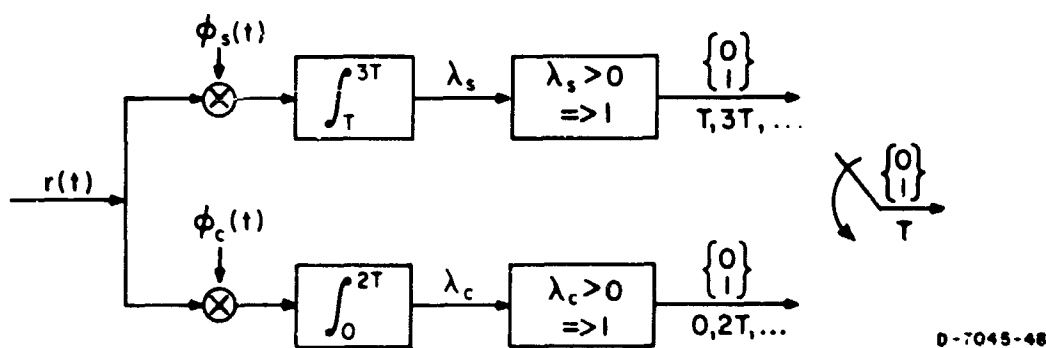 ϕs(t)
∫T3T
λs
λs > 0
=> 1
{0
1}
T, 3T, ...
r(t)
{0
1}
T
ϕc(t)
∫02T
λc
λc > 0
=> 1
{0
1}
0, 2T, ...
D-7045-48